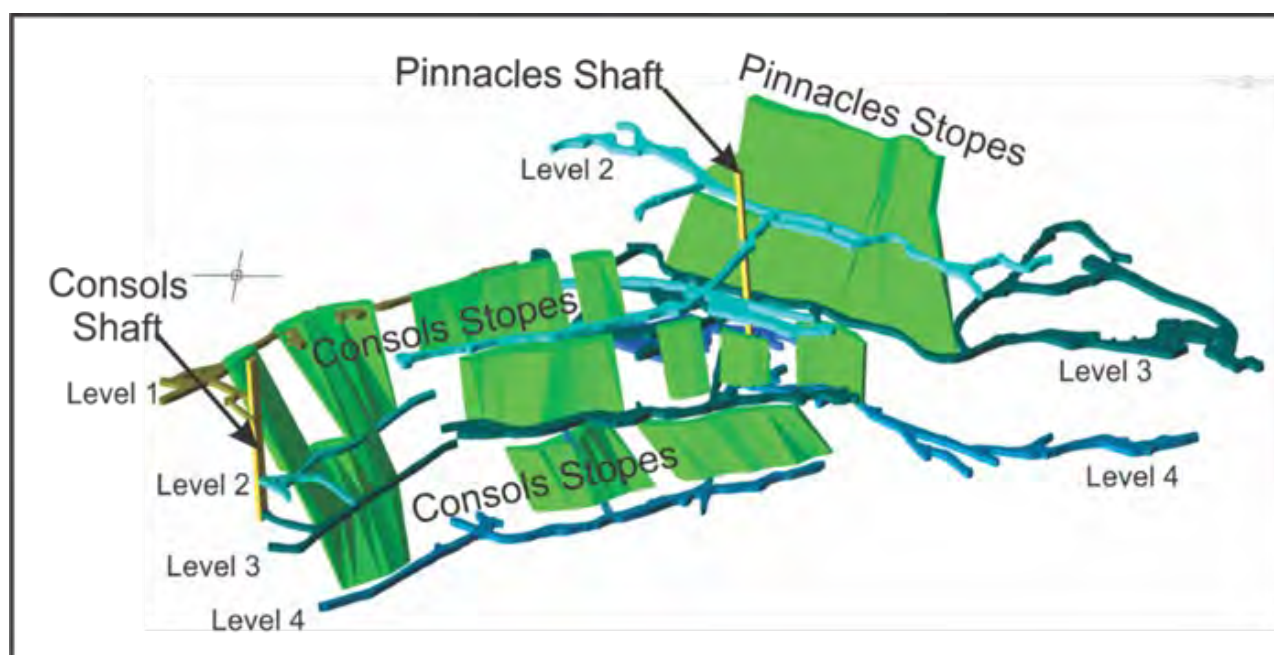 Pinnacles Shaft
Pinnacles Stopes
Level 2
Consols
Shaft
Consols Stopes
Level 1
Level 3
Level 2
Consols Stopes
Level 4
Level 3
Level 4